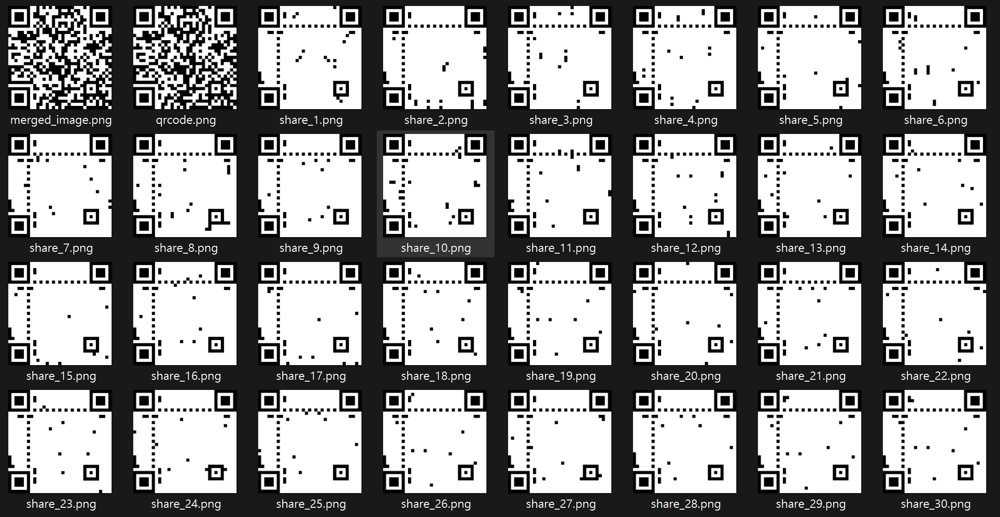 merged_image.png qrcode.png share_1.png share_2.png share_3.png share_4.png share_5.png share_6.png
share_7.png share_8.png share_9.png share_10.png share_11.png share_12.png share_13.png share_14.png
share_15.png share_16.png share_17.png share_18.png share_19.png share_20.png share_21.png share_22.png
share_23.png share_24.png share_25.png share_26.png share_27.png share_28.png share_29.png share_30.png